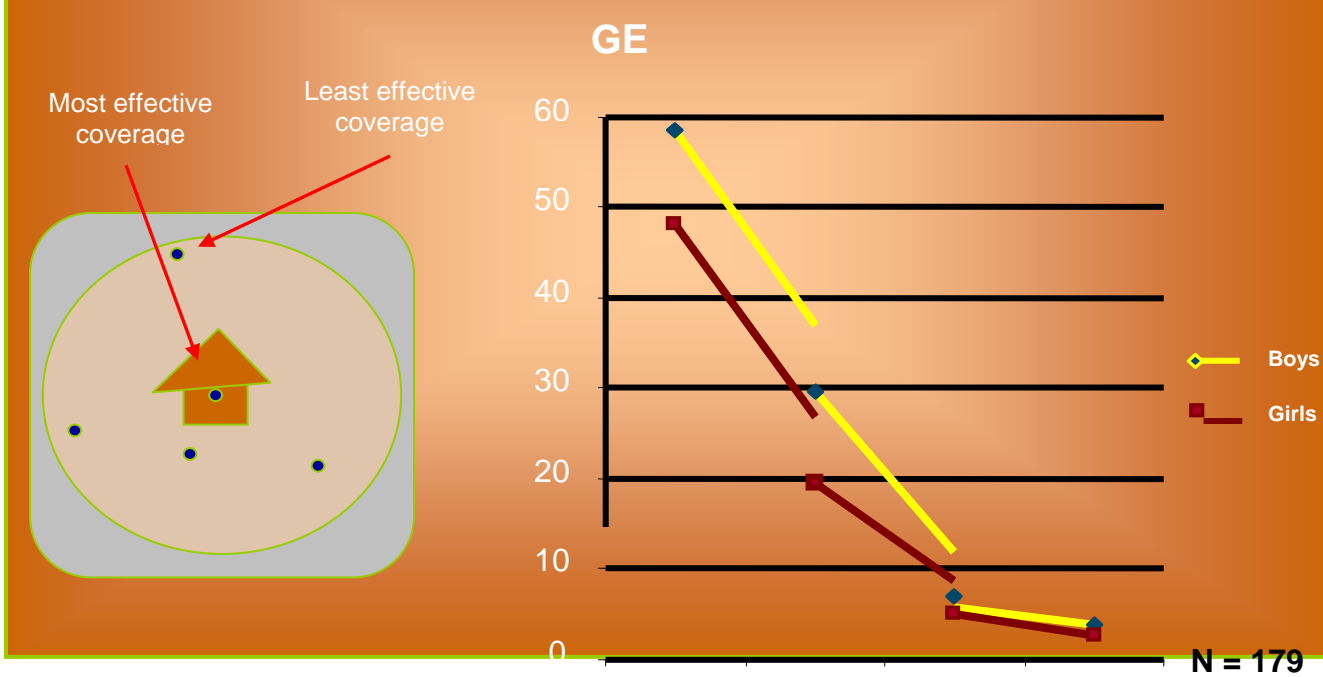 GE
Most effective
coverage
Least effective
coverage
60
50
40
30
20
10
0
Boys
Girls
N = 179